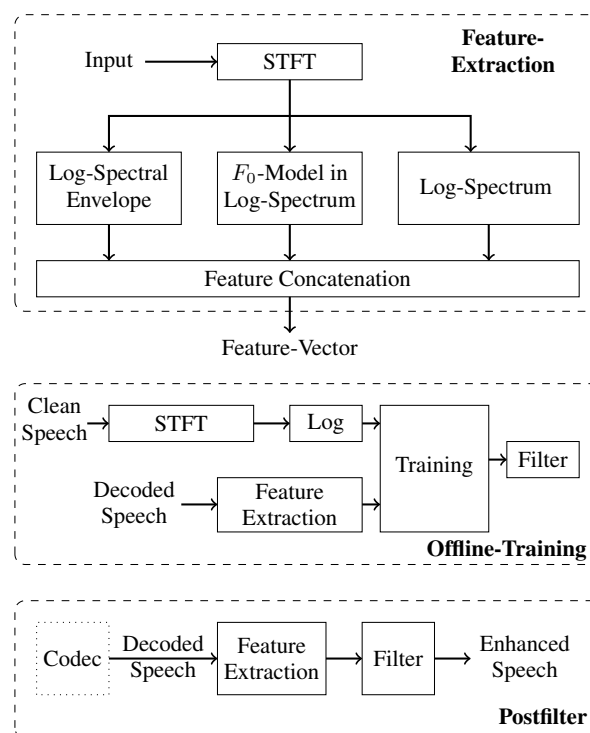 Feature-
Extraction
Input
STFT
Log-Spectral
Envelope
F0-Model in
Log-Spectrum
Log-Spectrum
Feature Concatenation
Feature-Vector
Clean
Speech
STFT
Log
Training
Filter
Decoded
Speech
Feature
Extraction
Offline-Training
Codec
Decoded
Speech
Feature
Extraction
Filter
Enhanced
Speech
Postfilter